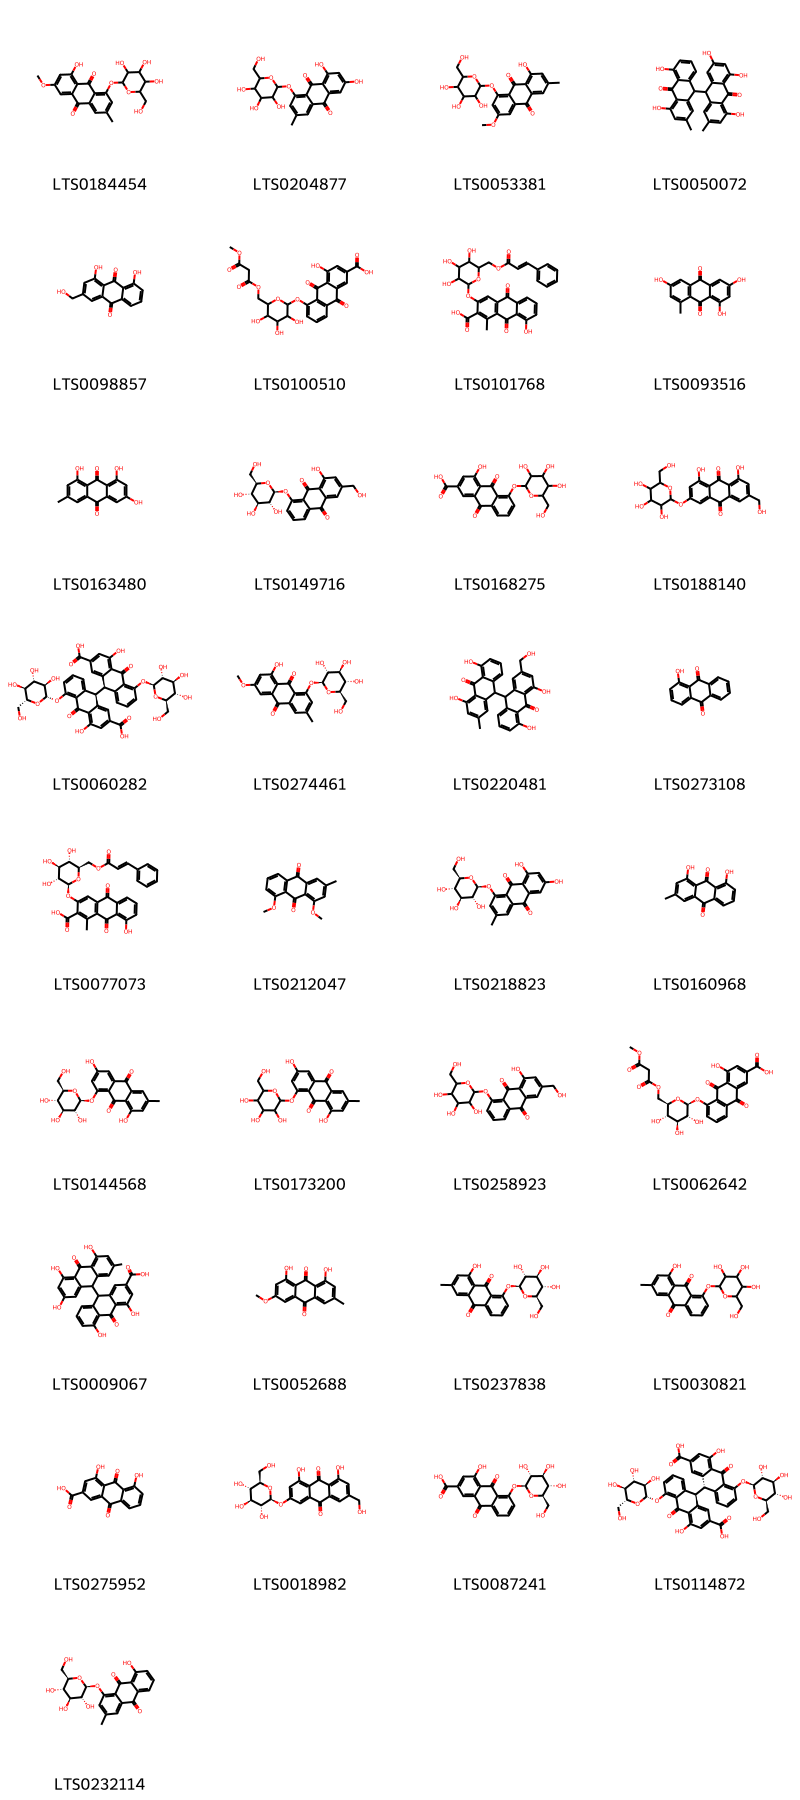 LTS0184454 LTS0204877 LTS0053381 LTS0050072
LTS0098857 LTS0100510 LTS0101768 LTS0093516
LTS0163480 LTS0149716 LTS0168275 LTS0188140
LTS0060282 LTS0274461 LTS0220481 LTS0273108
LTS0077073 LTS0212047 LTS0218823 LTS0160968
LTS0144568 LTS0173200 LTS0258923 LTS0062642
LTS0009067 LTS0052688 LTS0237838 LTS0030821
LTS0275952 LTS0018982 LTS0087241 LTS0114872
LTS0232114